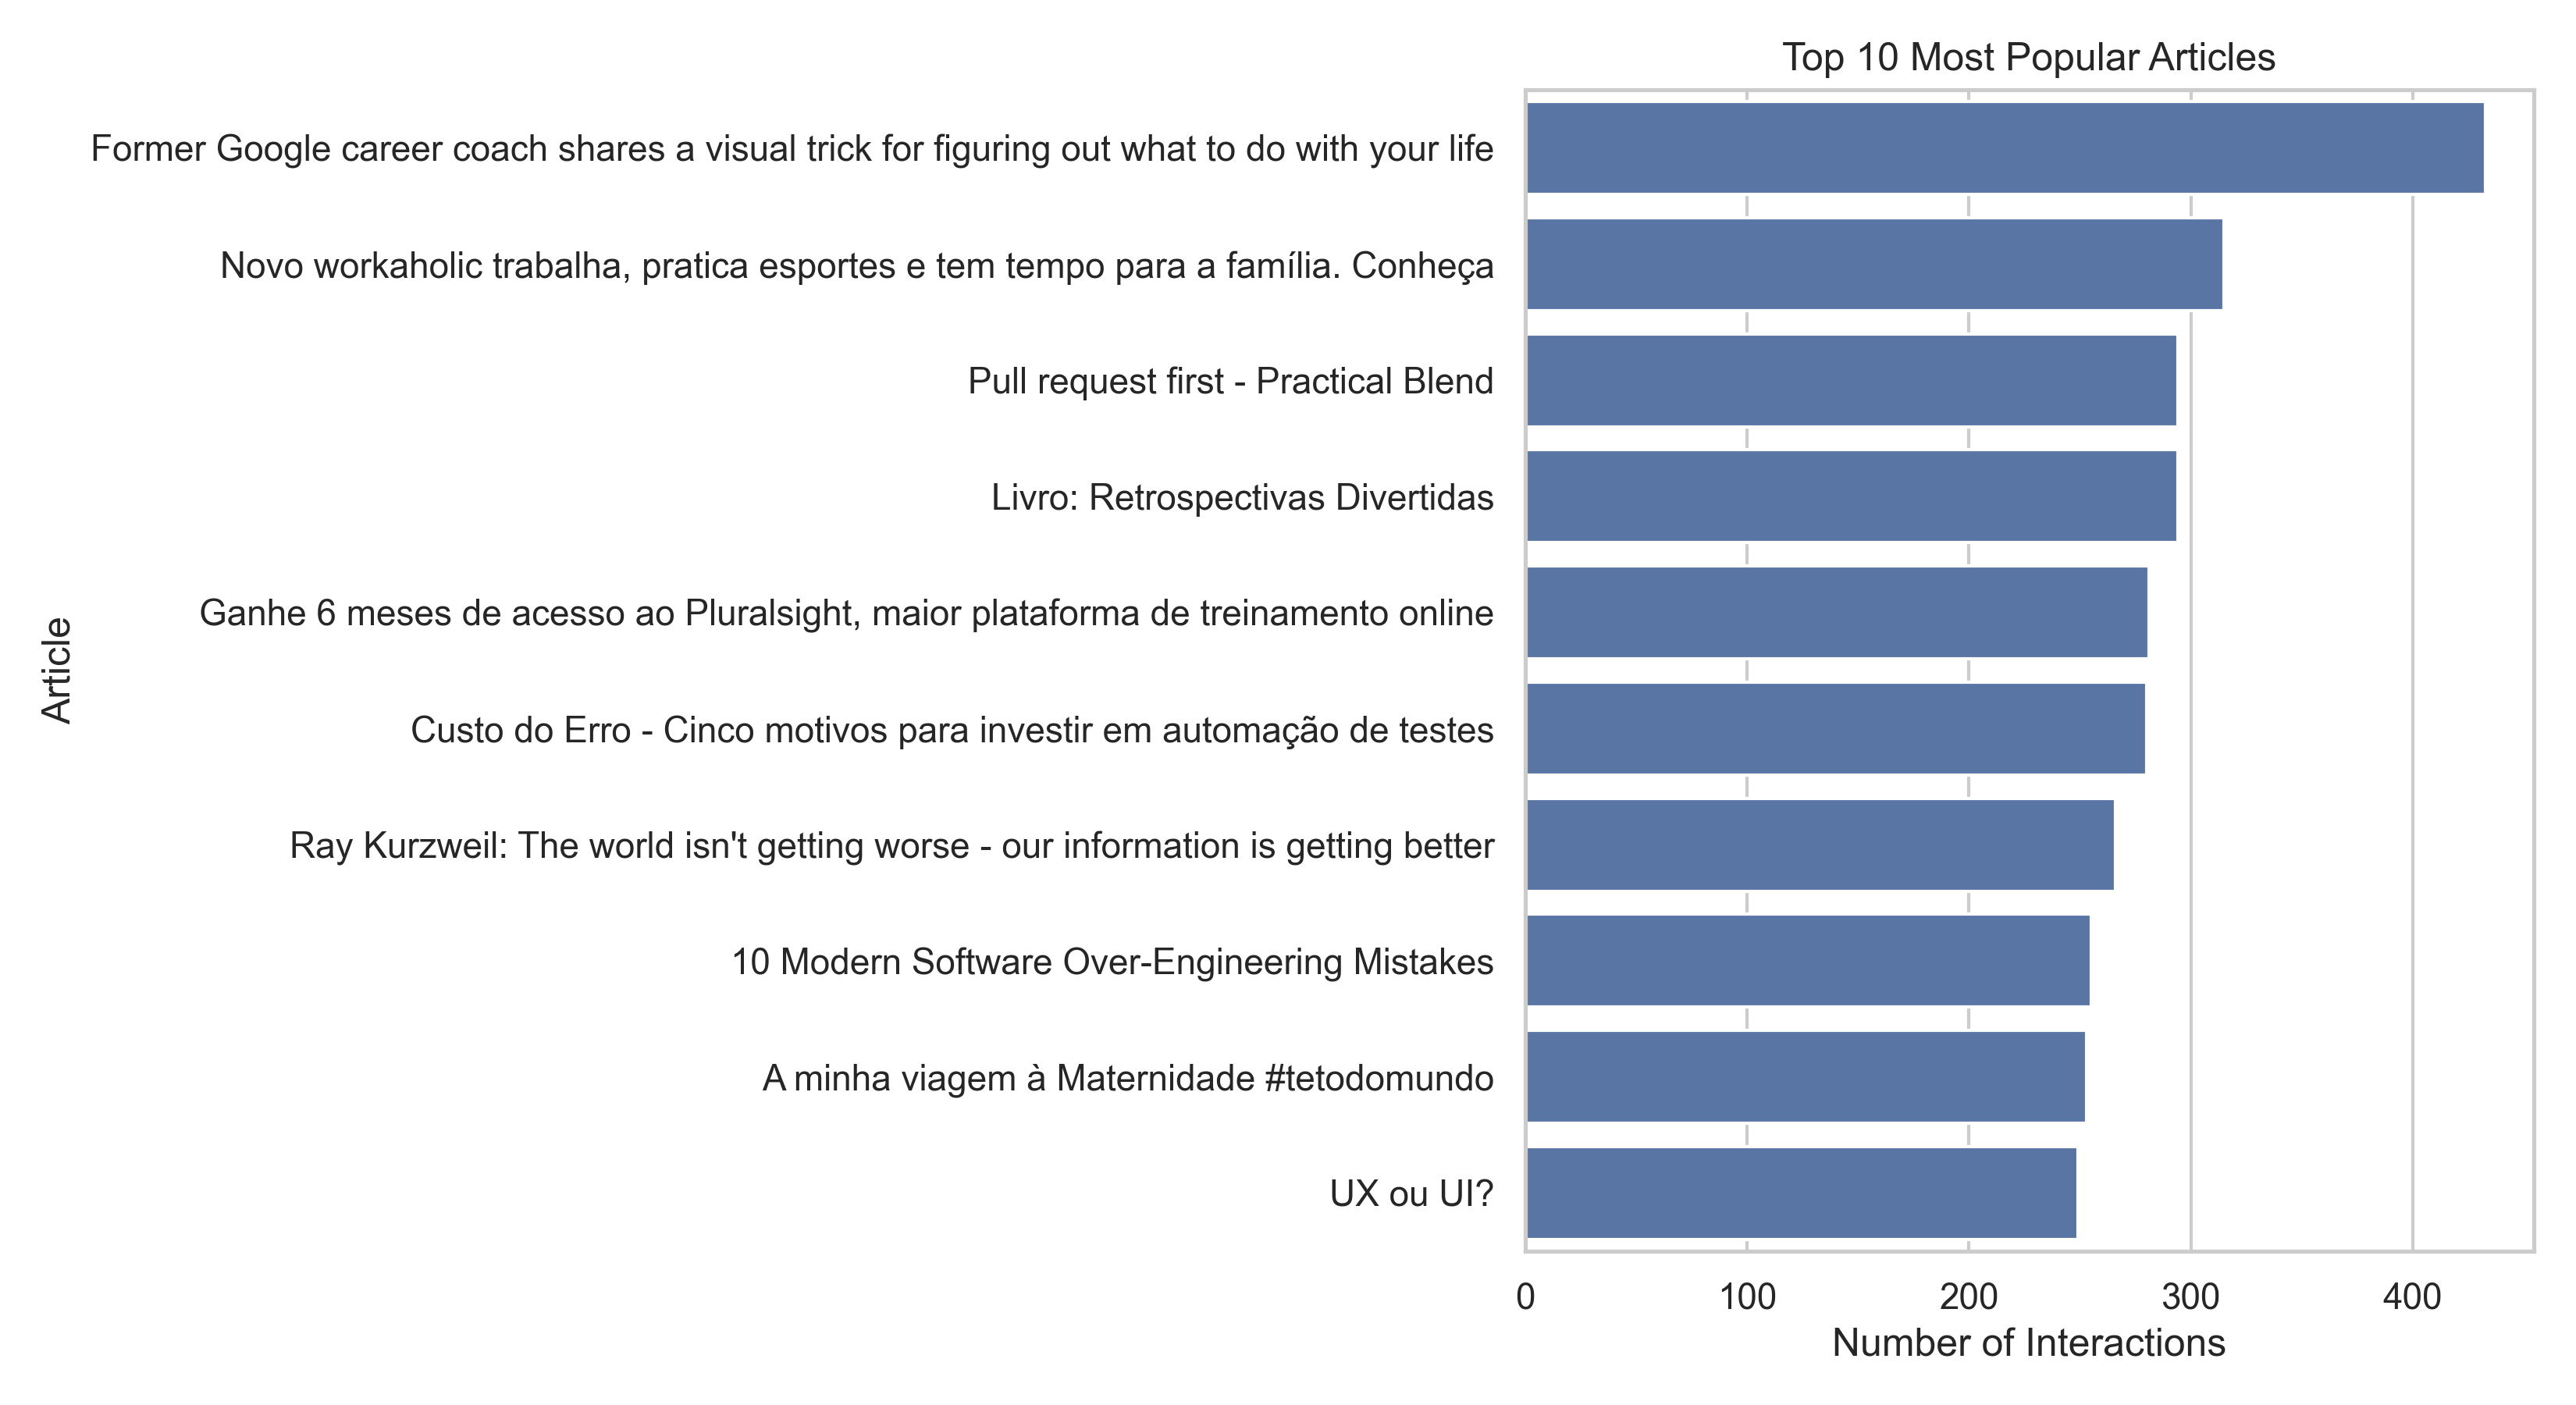 Top 10 Most Popular Articles
Article
Former Google career coach shares a visual trick for figuring out what to do with your life
Novo workaholic trabalha, pratica esportes e tem tempo para a família. Conheça
Pull request first - Practical Blend
Livro: Retrospectivas Divertidas
Ganhe 6 meses de acesso ao Pluralsight, maior plataforma de treinamento online
Custo do Erro - Cinco motivos para investir em automação de testes
Ray Kurzweil: The world isn't getting worse - our information is getting better
10 Modern Software Over-Engineering Mistakes
A minha viagem à Maternidade #tetodomundo
UX ou UI?
0 100 200 300 400
Number of Interactions